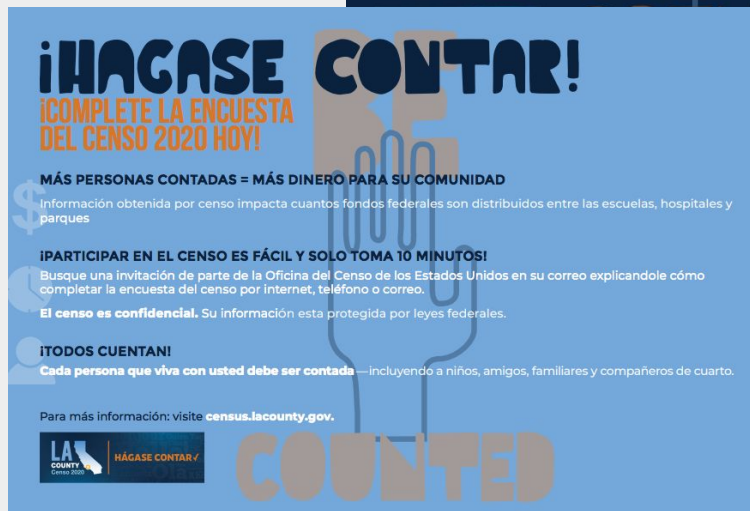 ¡HAGASE CONTAR!
¡COMPLETE LA ENCUESTA
DEL CENSO 2020 HOY!
BE
MÁS PERSONAS CONTADAS = MÁS DINERO PARA SU COMUNIDAD
$
Información obtenida por censo impacta cuantos fondos federales son distribuidos entre las escuelas, hospitales y
parques
¡PARTICIPAR EN EL CENSO ES FÁCIL Y SOLO TOMA 10 MINUTOS!
Busque una invitación de parte de la Oficina del Censo de los Estados Unidos en su correo explicandole cómo
completar la encuesta del censo por internet, teléfono o correo.
El censo es confidencial. Su información esta protegida por leyes federales.
¡TODOS CUENTAN!
Cada persona que viva con usted debe ser contada—incluyendo a niños, amigos, familiares y compañeros de cuarto.
Para más información: visite census.lacounty.gov.
LA
COUNTY
Censo 2020
HÁGASE CONTAR✓
COUNTED